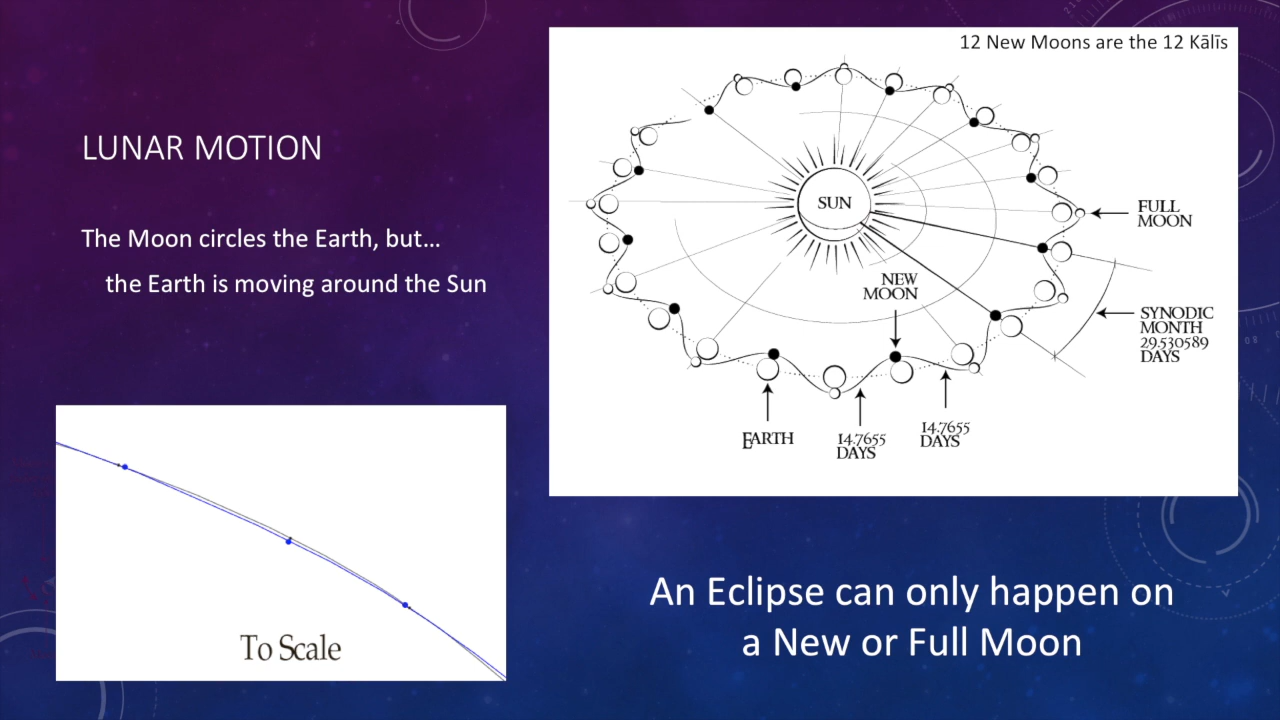 LUNAR MOTION
The Moon circles the Earth, but…
the Earth is moving around the Sun
12 New Moons are the 12 Kālīs
SUN
FULL
MOON
NEW
MOON
SYNODIC
MONTH
29.530589
DAYS
EARTH
14.7655
DAYS
14.7655
DAYS
To Scale
An Eclipse can only happen on
a New or Full Moon